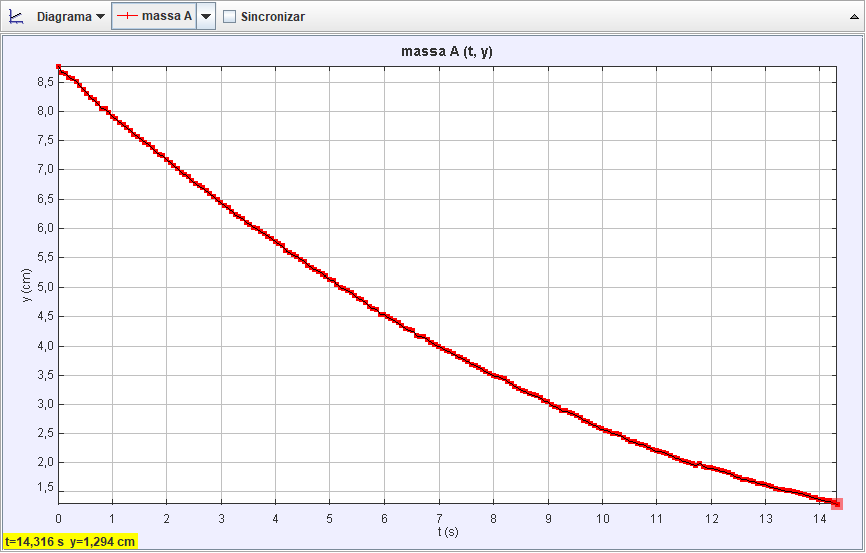 Diagrama massa A Sincronizar
massa A (t, y)
8,5
8,0
7,5
7,0
6,5
6,0
5,5
5,0
4,5
4,0
3,5
3,0
2,5
2,0
1,5
y (cm)
0 1 2 3 4 5 6 7 8 9 10 11 12 13 14
t (s)
t=14,316 s y=1,294 cm